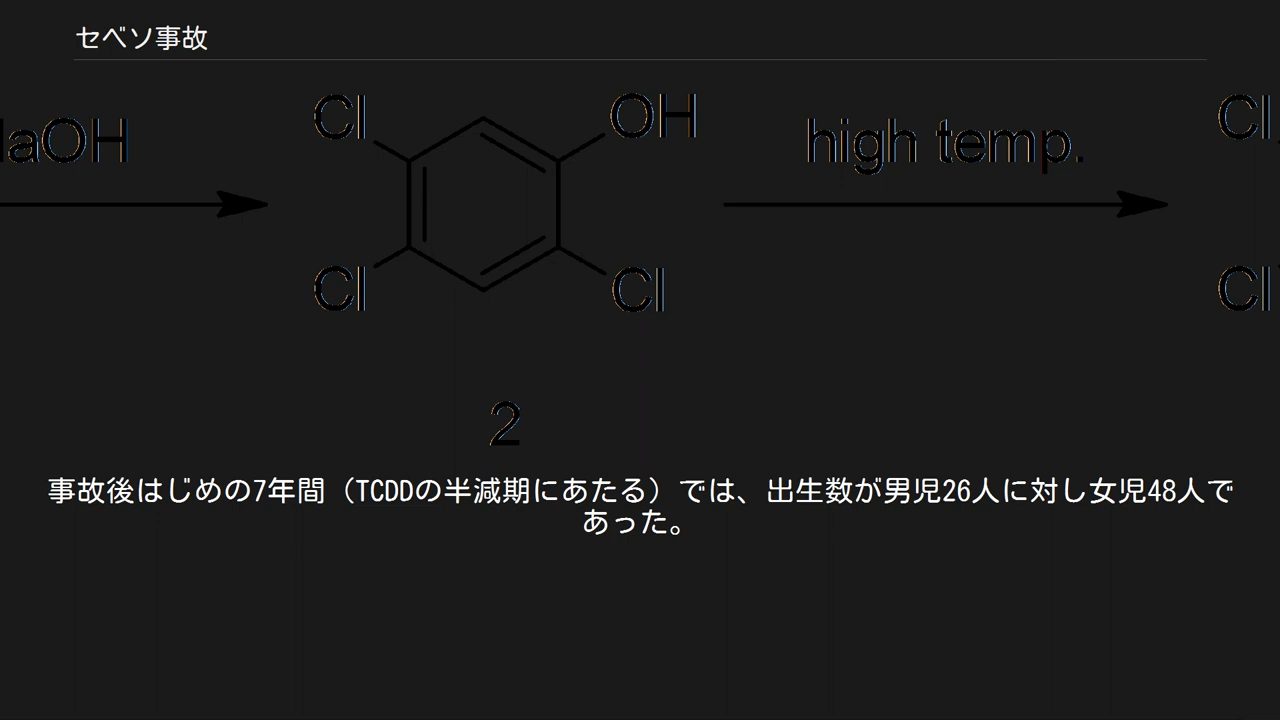 セベソ事故
Cl OH Cl
aOH high temp.
Cl Cl Cl
2
事故後はじめの7年間（TCDDの半減期にあたる）では、出生数が男児26人に対し女児48人で
あった。